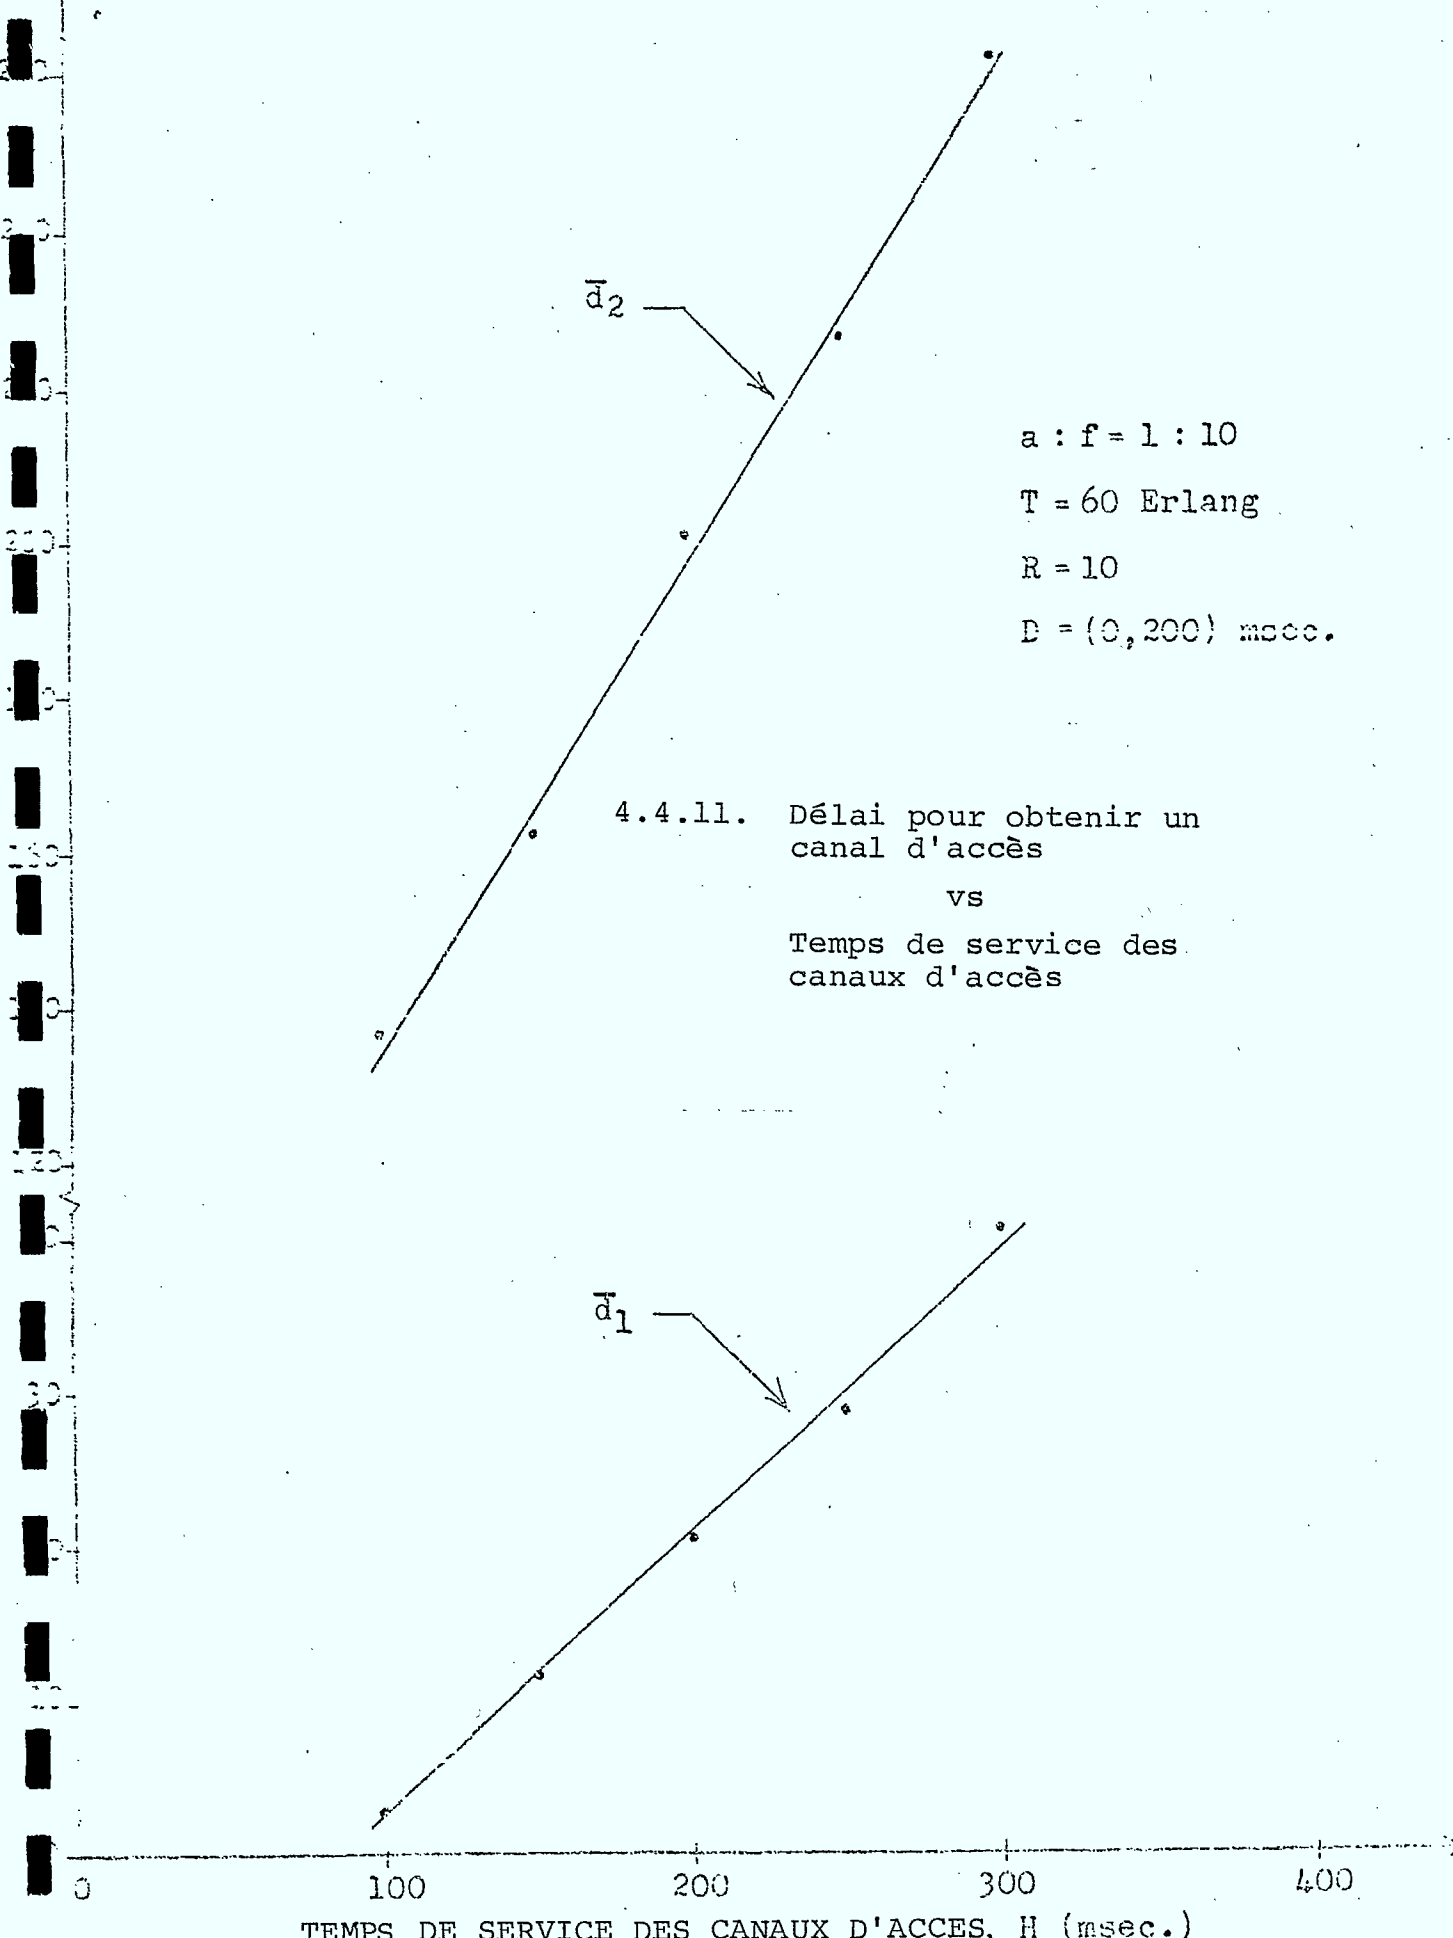 d̄2
a : f = 1 : 10
T = 60 Erlang
R = 10
D = (0,200) msec.
4.4.11. Délai pour obtenir un
canal d'accès
vs
Temps de service des
canaux d'accès
d̄1
0 100 200 300 400
TEMPS DE SERVICE DES CANAUX D'ACCES, H (msec.)